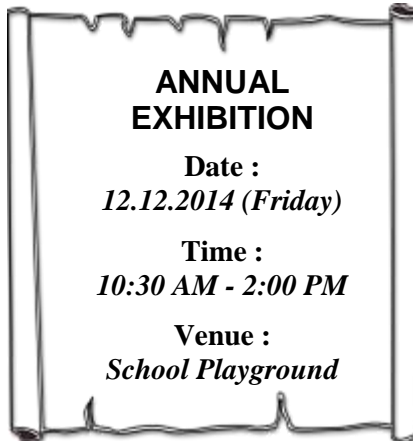 ANNUAL
EXHIBITION
Date :
12.12.2014 (Friday)
Time :
10:30 AM - 2:00 PM
Venue :
School Playground